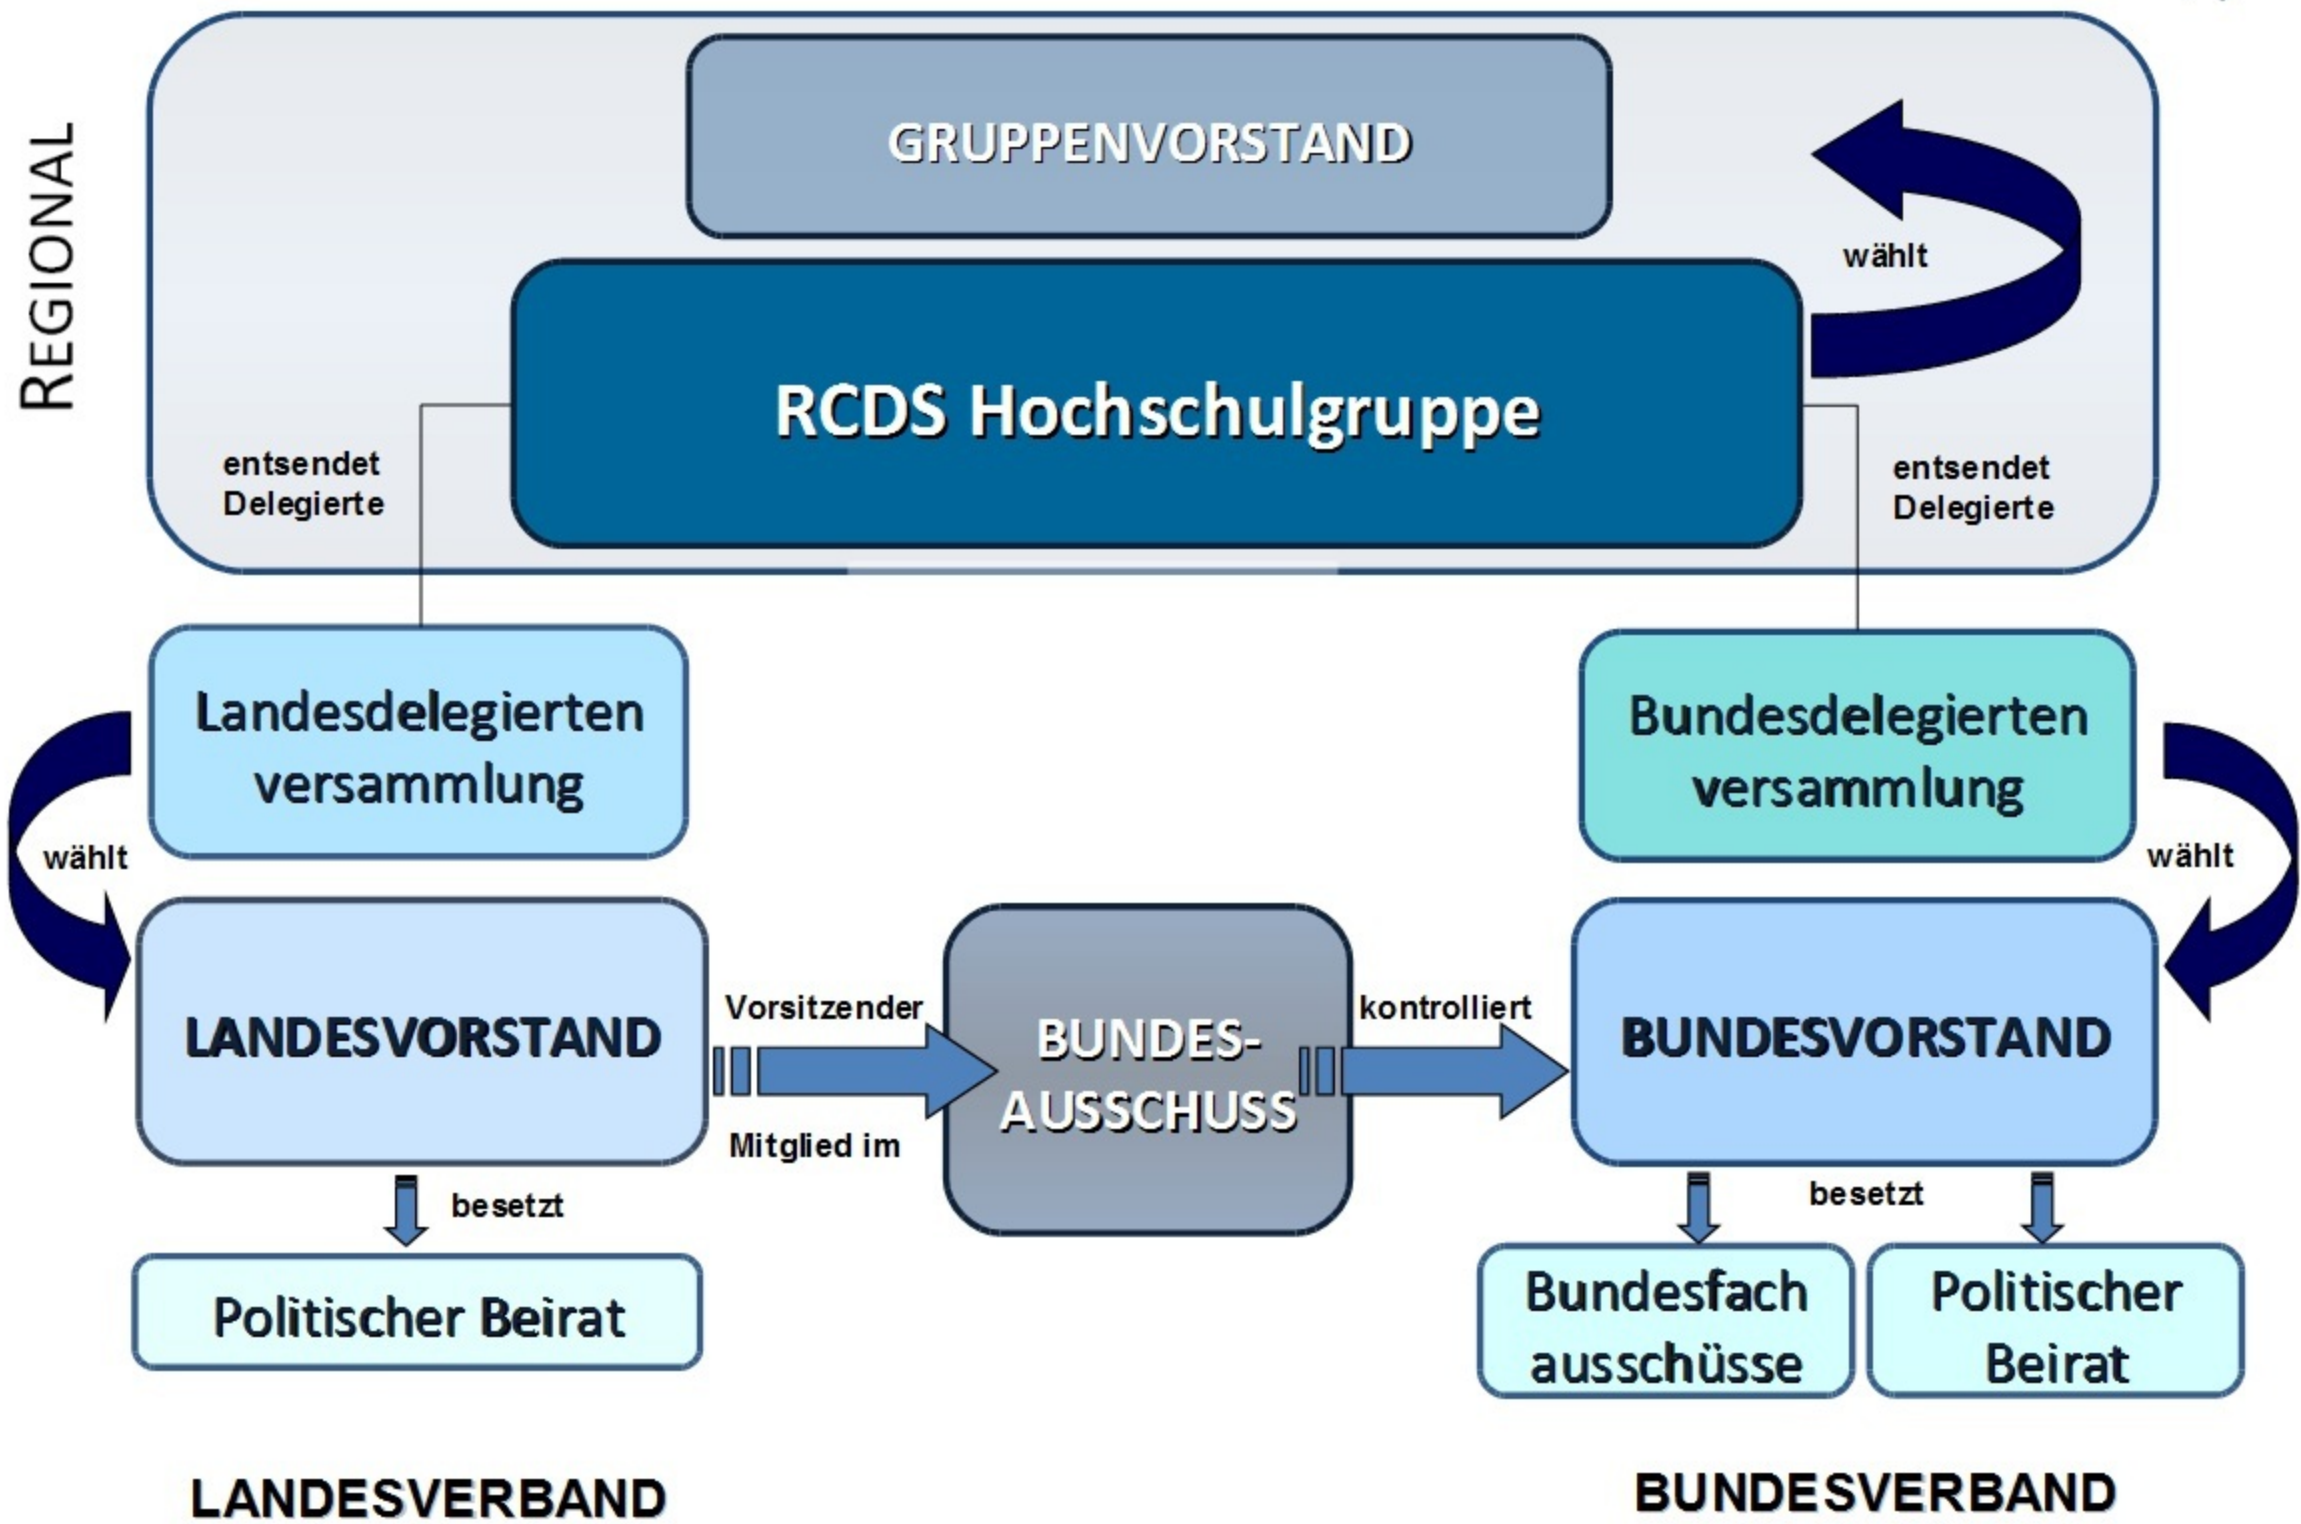 REGIONAL
GRUPPENVORSTAND
wählt
RCDS Hochschulgruppe
entsendet
Delegierte
entsendet
Delegierte
Landesdelegierten
versammlung
wählt
Bundesdelegierten
versammlung
wählt
LANDESVORSTAND
Vorsitzender
Mitglied im
BUNDES-
AUSSCHUSS
kontrolliert
BUNDESVORSTAND
besetzt
Politischer Beirat
besetzt
Bundesfach
ausschüsse
Politischer
Beirat
LANDESVERBAND
BUNDESVERBAND